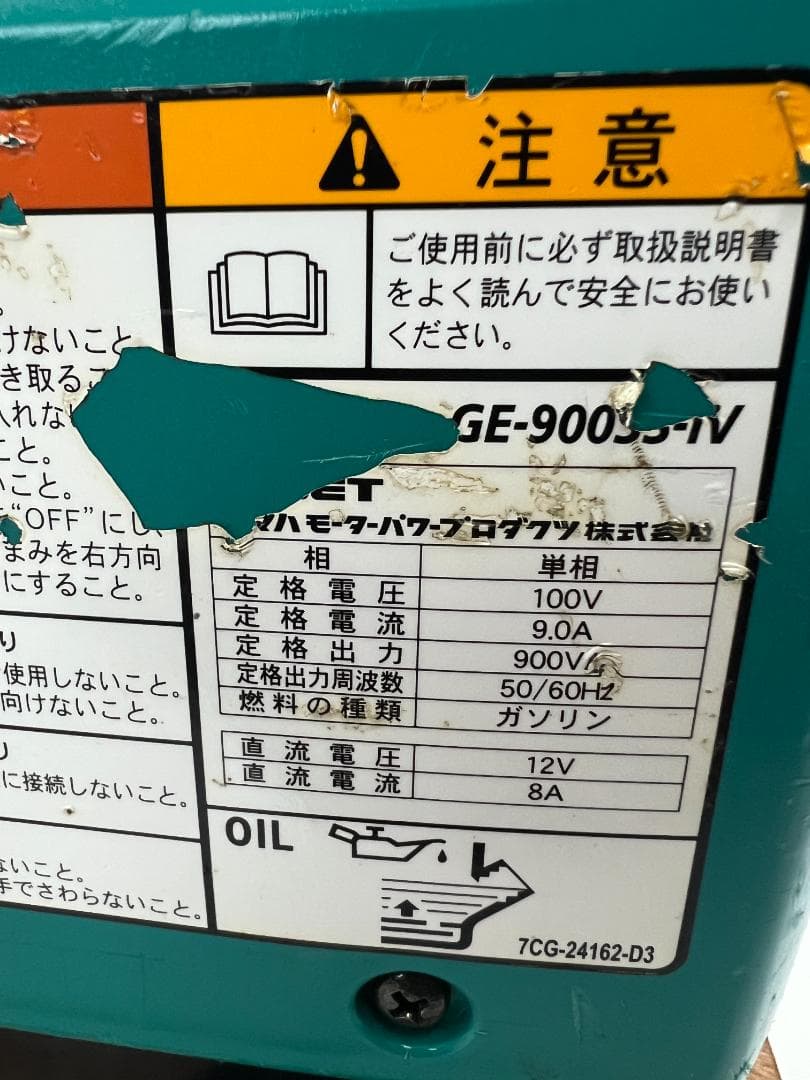 注意
ご使用前に必ず取扱説明書
をよく読んで安全にお使い
ください。
けないこと
き取るこ
入れな
こと。
いこと。
“OFF”にし、
まみを右方向
にすること。
り
使用しないこと。
向けないこと。
り
に接続しないこと。
ないこと。
手でさわらないこと。
GE-900
-IV
ET
マハモーターパワープロダクツ株式会社
相 単相
定格電圧 100V
定格電流 9.0A
定格出力 900V
定格出力周波数 50/60Hz
燃料の種類 ガソリン
直流電圧 12V
直流電流 8A
OIL
7CG-24162-D3